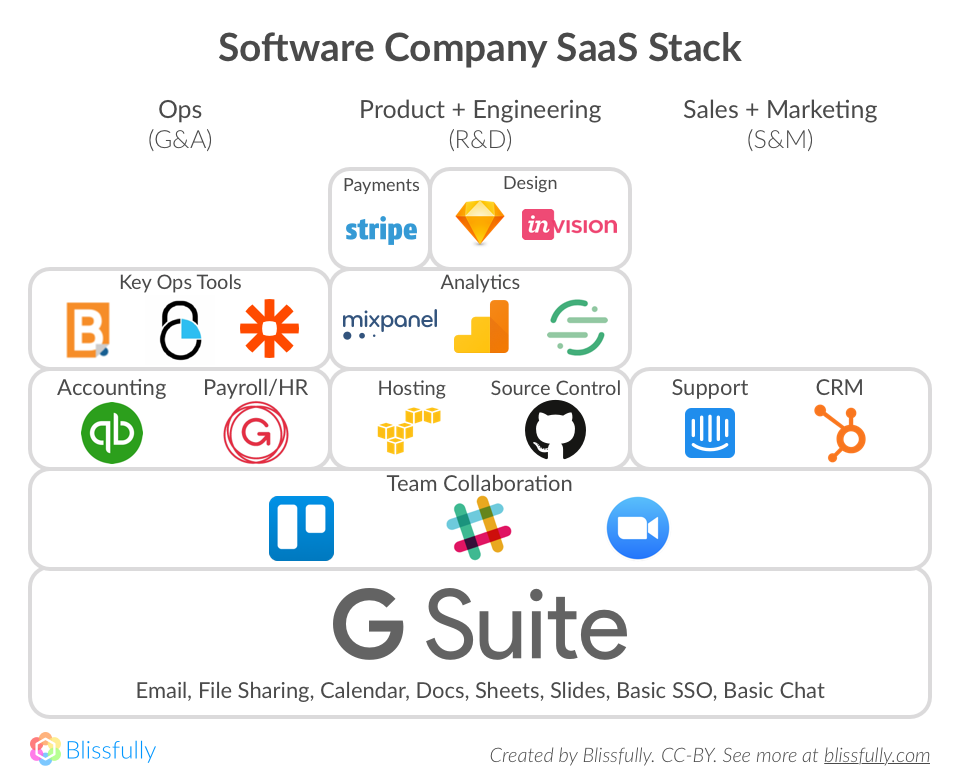 Software Company SaaS Stack
Ops
(G&A)
Product + Engineering
(R&D)
Sales + Marketing
(S&M)
Payments
stripe
Design
inVISION
Key Ops Tools
B
Analytics
mixpanel
Accounting
qb
Payroll/HR
G
Hosting
Source Control
Support
CRM
Team Collaboration
G Suite
Email, File Sharing, Calendar, Docs, Sheets, Slides, Basic SSO, Basic Chat
Blissfully
Created by Blissfully. CC-BY. See more at blissfully.com